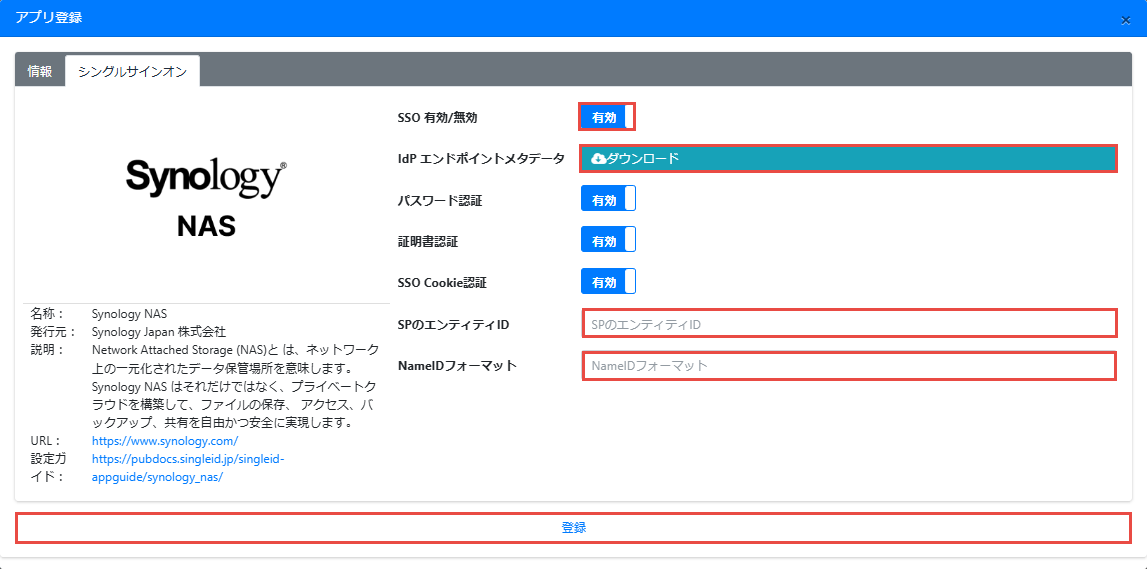 アプリ登録
×
情報
シングルサインオン
Synology®
NAS
名称：
Synology NAS
発行元：
Synology Japan 株式会社
説明：
Network Attached Storage (NAS)と は、ネットワーク
上の一元化されたデータ保管場所を意味します。
Synology NAS はそれだけではなく、プライベートク
ラウドを構築して、ファイルの保存、 アクセス、バ
ックアップ、共有を自由かつ安全に実現します。
URL：
https://www.synology.com/
設定ガ
イド：
https://pubdocs.singleid.jp/singleid-
appguide/synology_nas/
SSO 有効/無効
有効
IdP エンドポイントメタデータ
ダウンロード
パスワード認証
有効
証明書認証
有効
SSO Cookie認証
有効
SPのエンティティID
SPのエンティティID
NameIDフォーマット
NameIDフォーマット
登録